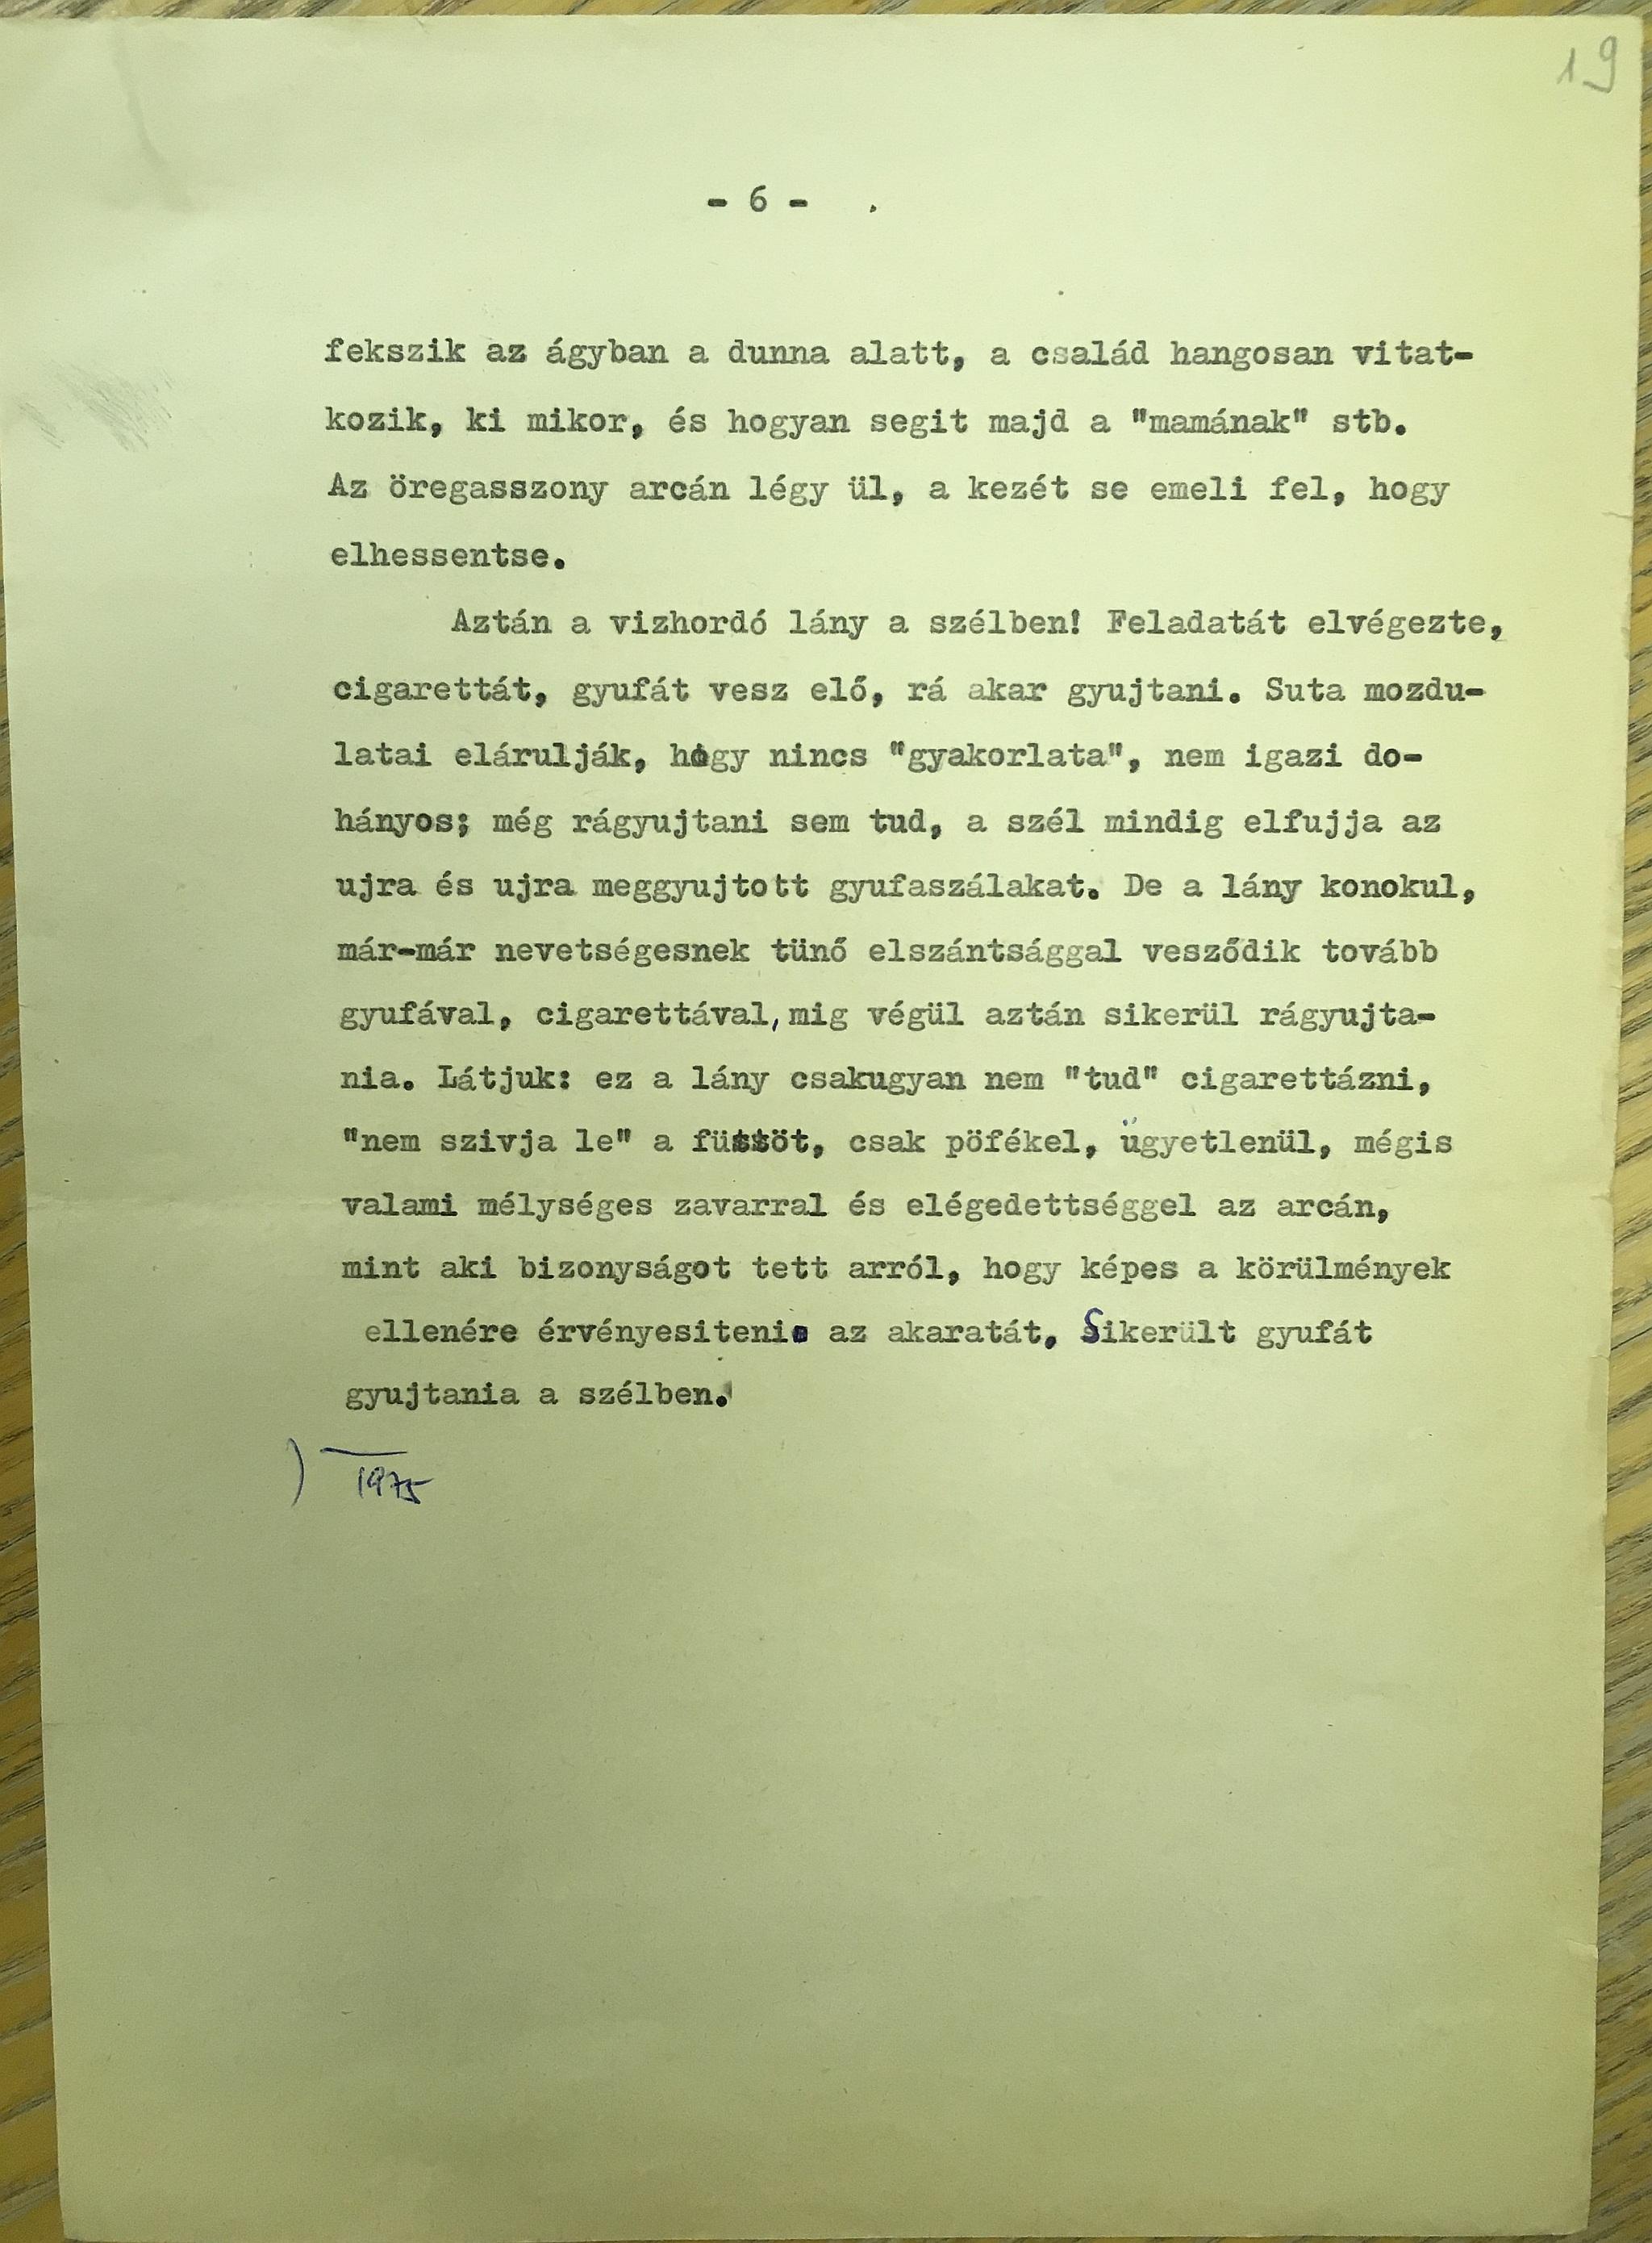 19
- 6 -
fekszik az ágyban a dunna alatt, a család hangosan vitat-
kozik, ki mikor, és hogyan segit majd a "mamának" stb.
Az öregasszony arcán légy ül, a kezét se emeli fel, hogy
elhessentse.
Aztán a vizhordó lány a szélben! Feladatát elvégezte,
cigarettát, gyufát vesz elő, rá akar gyujtani. Suta mozdu-
latai elárulják, hogy nincs "gyakorlata", nem igazi do-
hányos; még rágyujtani sem tud, a szél mindig elfujja az
ujra és ujra meggyujtott gyufaszálakat. De a lány konokul,
már-már nevetségesnek tünő elszántsággal vesződik tovább
gyufával, cigarettával, mig végül aztán sikerül rágyujta-
nia. Látjuk: ez a lány csakugyan nem "tud" cigarettázni,
"nem szivja le" a füstöt, csak pöfékel, ügyetlenül, mégis
valami mélységes zavarral és elégedettséggel az arcán,
mint aki bizonyságot tett arról, hogy képes a körülmények
ellenére érvényesiteni az akaratát. Sikerült gyufát
gyujtania a szélben.
) 1975